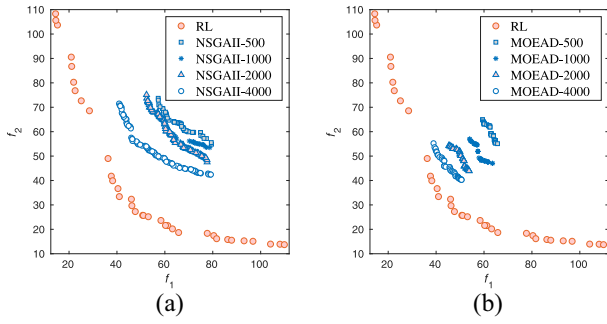 110
100
90
80
70
60
50
40
30
20
10
f2
20 40 60 80 100
f1
RL
NSGAII-500
NSGAII-1000
NSGAII-2000
NSGAII-4000
(a)
110
100
90
80
70
60
50
40
30
20
10
f2
20 40 60 80 100
f1
RL
MOEAD-500
MOEAD-1000
MOEAD-2000
MOEAD-4000
(b)